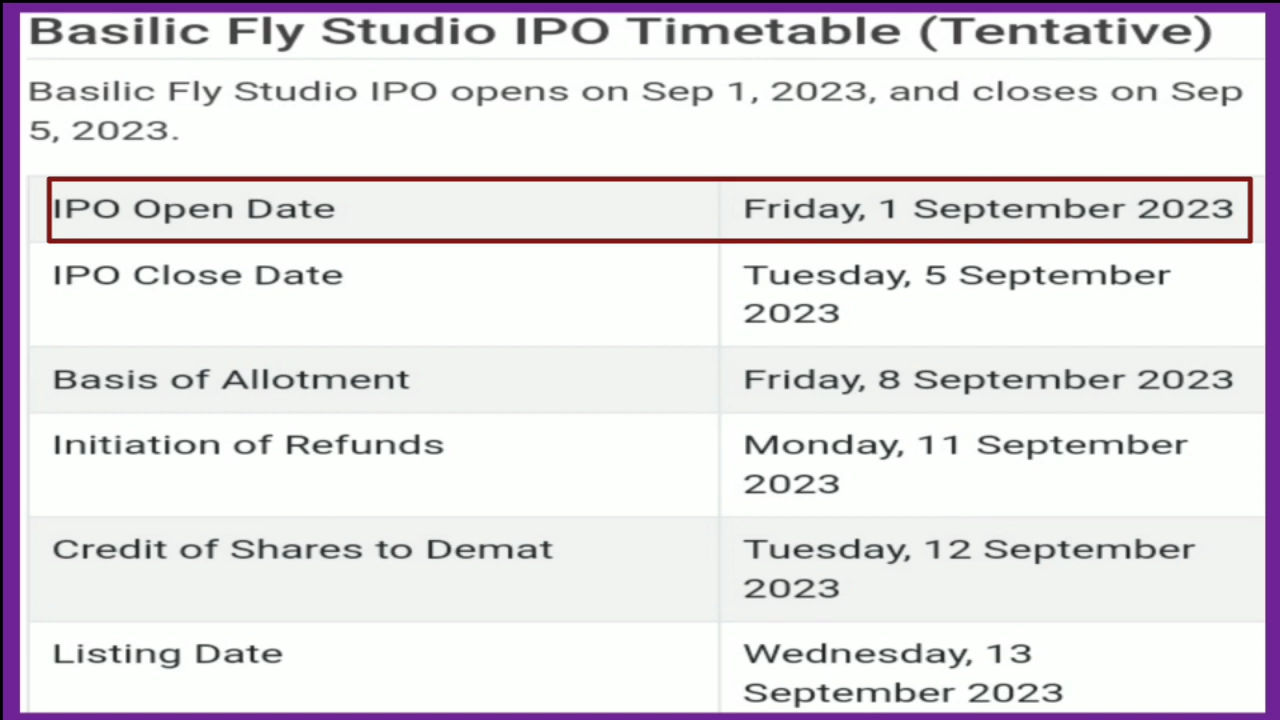 Basilic Fly Studio IPO Timetable (Tentative)
Basilic Fly Studio IPO opens on Sep 1, 2023, and closes on Sep
5, 2023.
IPO Open Date Friday, 1 September 2023
IPO Close Date Tuesday, 5 September
2023
Basis of Allotment Friday, 8 September 2023
Initiation of Refunds Monday, 11 September
2023
Credit of Shares to Demat Tuesday, 12 September
2023
Listing Date Wednesday, 13
September 2023